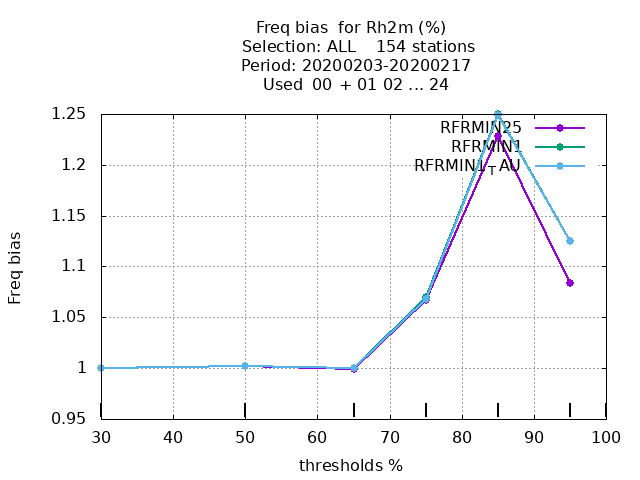 Freq bias  for Rh2m (%)
Selection: ALL    154 stations
Period: 20200203-20200217
Used  00  + 01 02 ... 24
RFRMIN25
RFRMIN1
RFRMIN1TAU
1.25
1.2
1.15
1.1
1.05
1
0.95
Freq bias
30 40 50 60 70 80 90 100
thresholds %